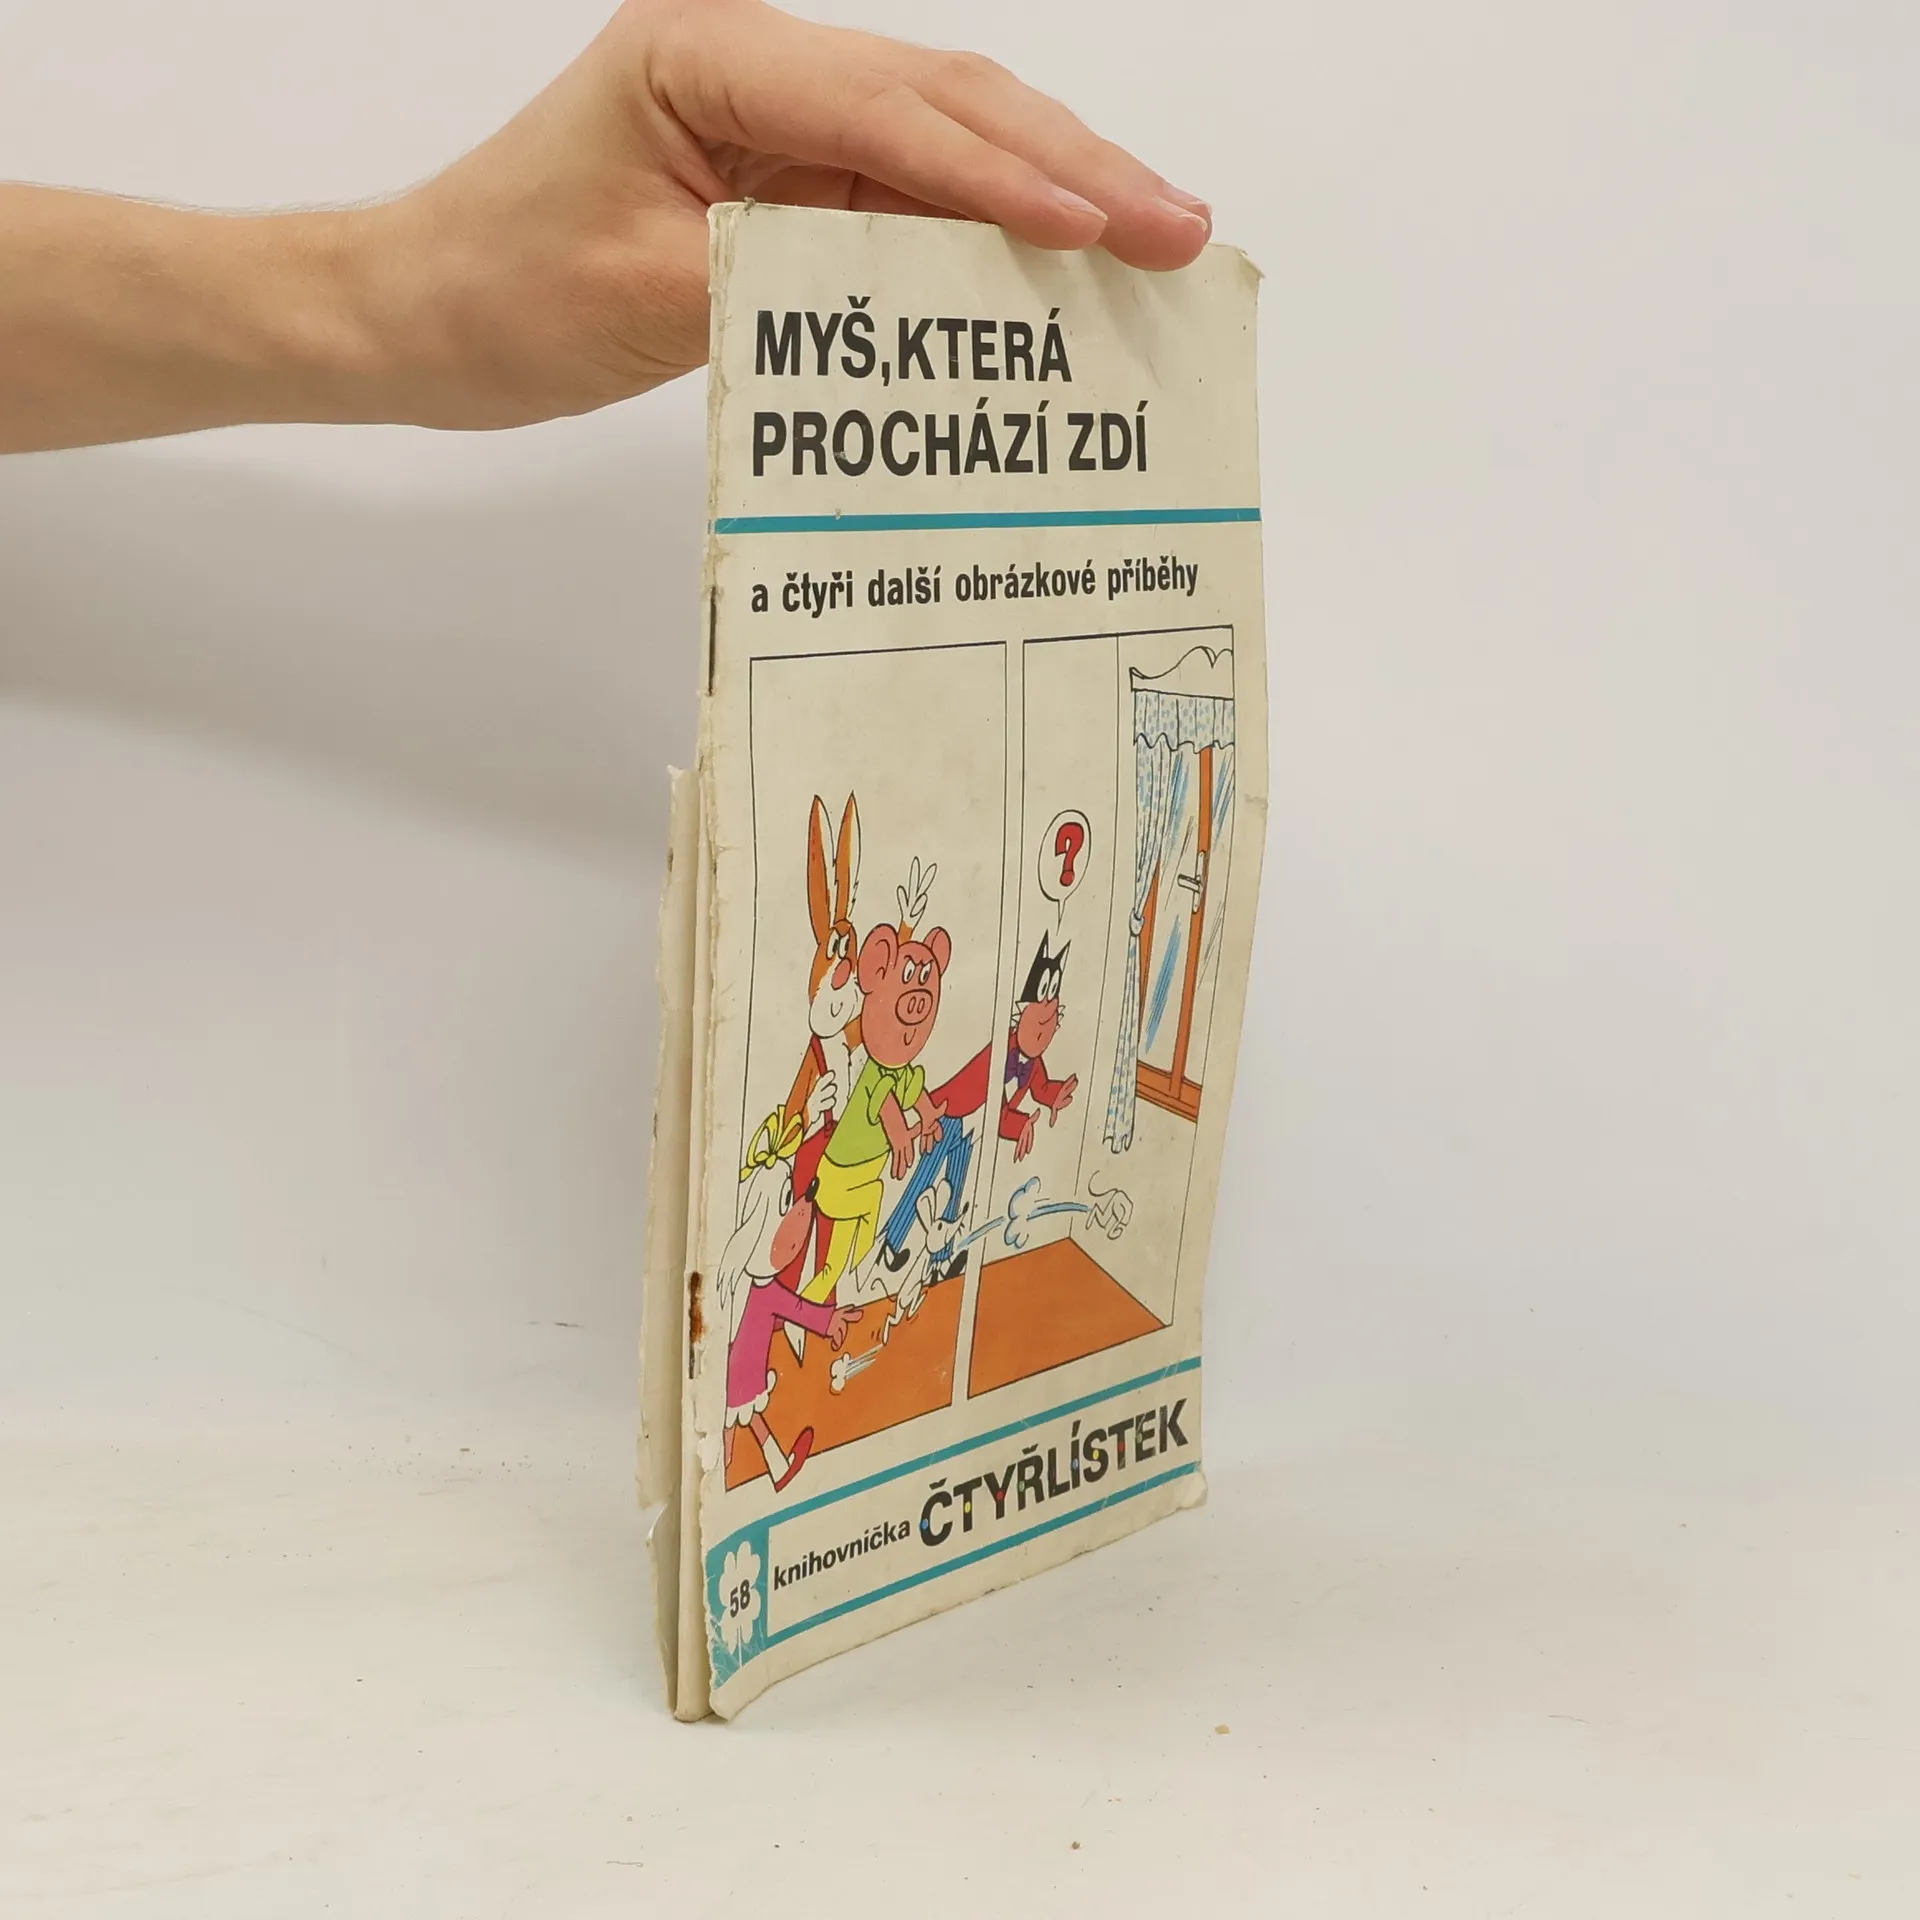 MYŠ, KTERÁ
PROCHÁZÍ ZDÍ
a čtyři další obrázkové příběhy
?
knihovnička ČTYŘLÍSTEK
58